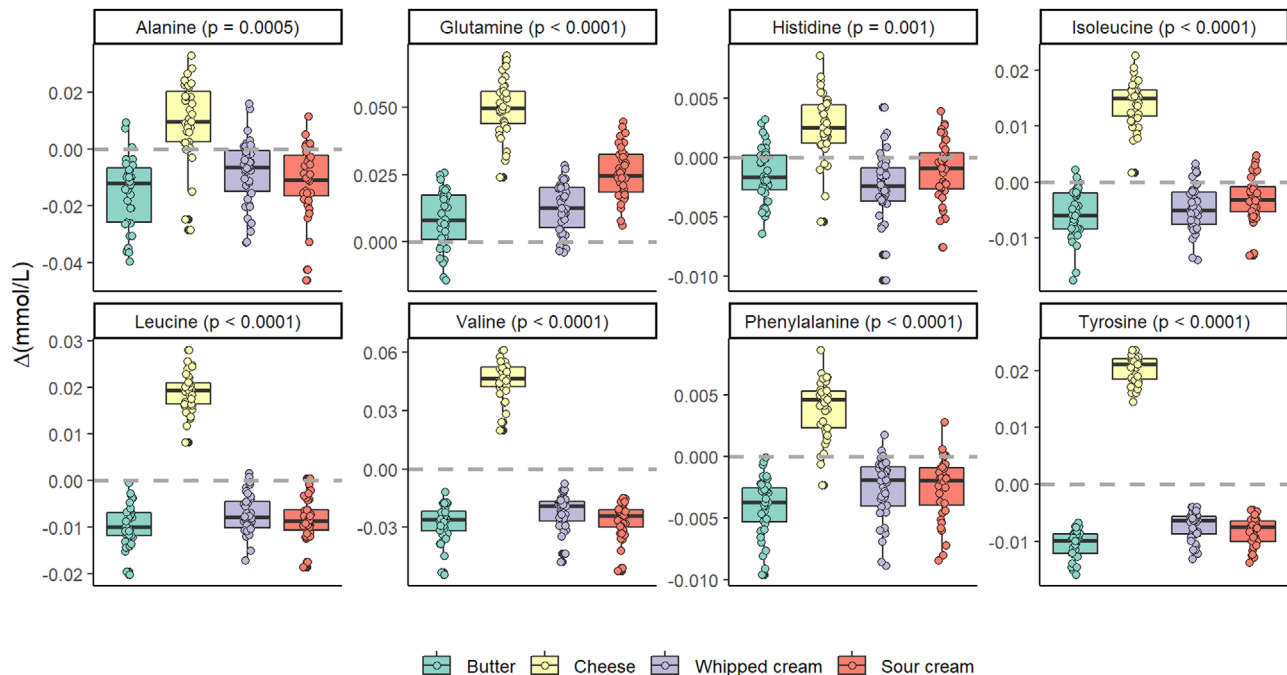 Alanine (p = 0.0005)
Glutamine (p < 0.0001)
Histidine (p = 0.001)
Isoleucine (p < 0.0001)
0.02
0.00
-0.02
-0.04
0.050
0.025
0.000
0.005
0.000
-0.005
-0.010
0.02
0.01
0.00
-0.01
Leucine (p < 0.0001)
Valine (p < 0.0001)
Phenylalanine (p < 0.0001)
Tyrosine (p < 0.0001)
0.03
0.02
0.01
0.00
-0.01
-0.02
0.06
0.03
0.00
-0.03
0.005
0.000
-0.005
-0.010
0.02
0.01
0.00
-0.01
Δ(mmol/L)
Butter
Cheese
Whipped cream
Sour cream